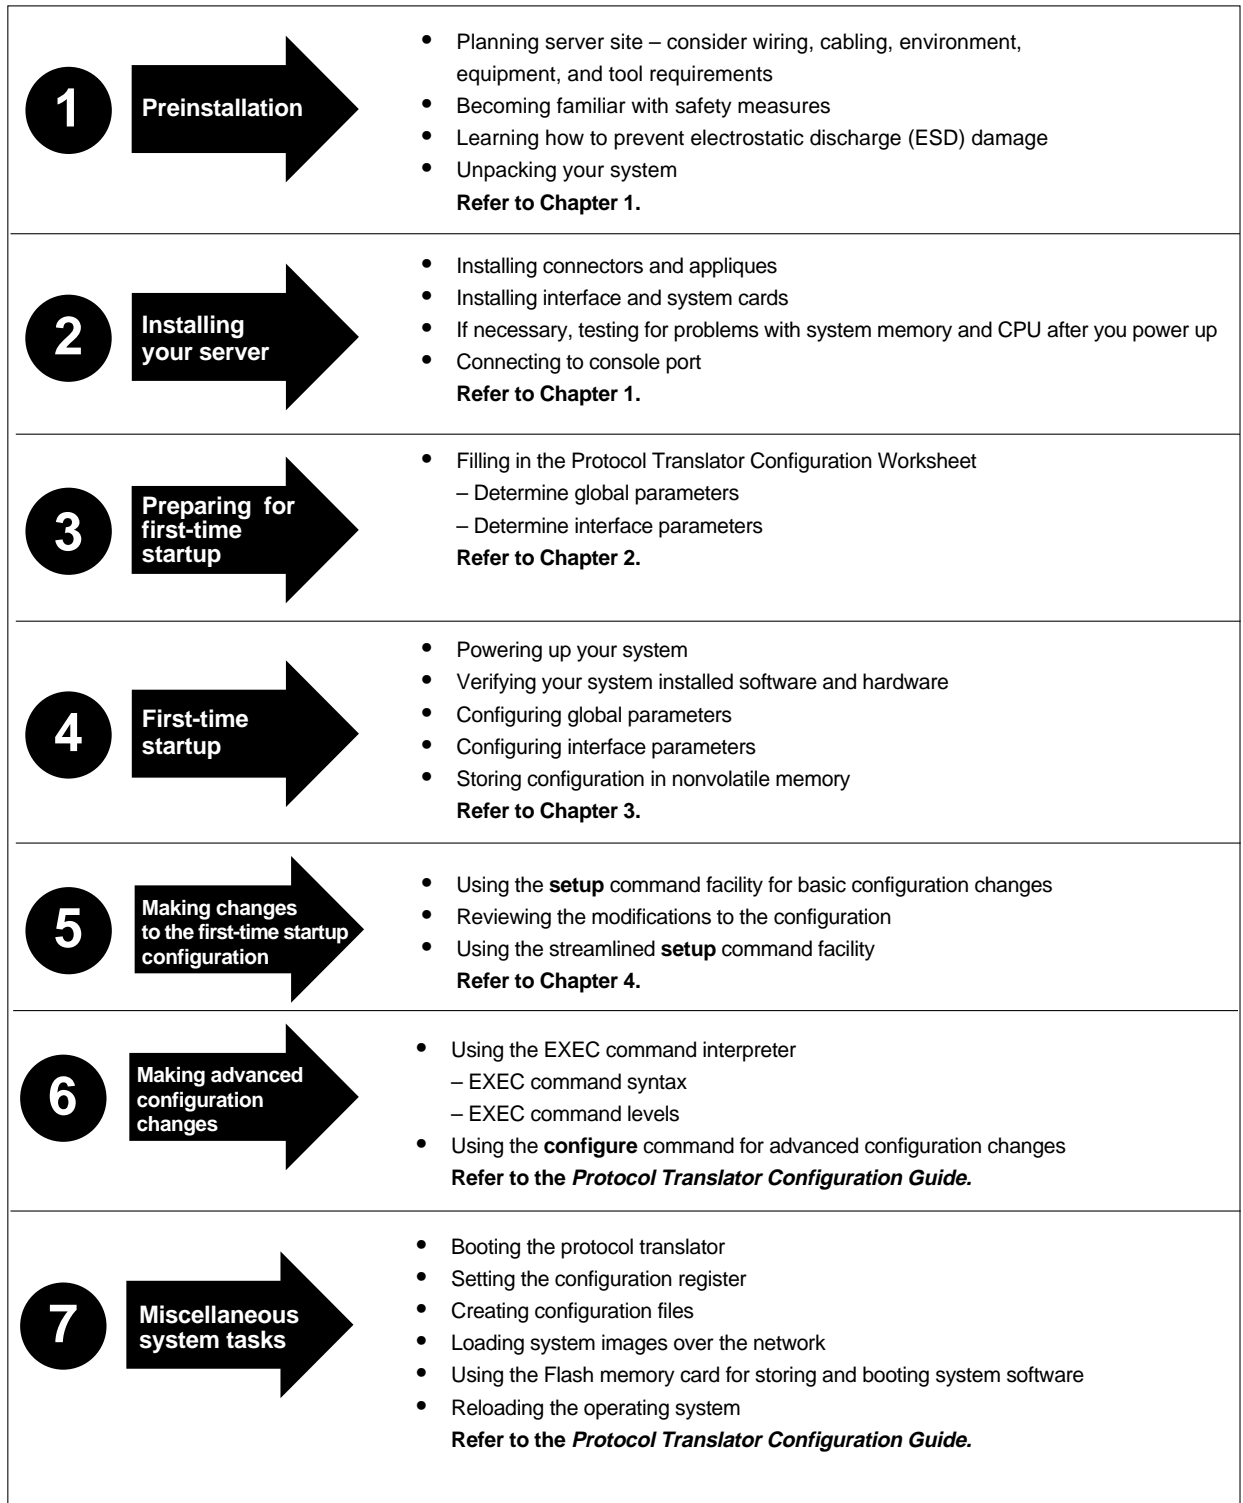 1
Preinstallation
• Planning server site – consider wiring, cabling, environment,
equipment, and tool requirements
• Becoming familiar with safety measures
• Learning how to prevent electrostatic discharge (ESD) damage
• Unpacking your system
Refer to Chapter 1.
2
Installing
your server
• Installing connectors and appliques
• Installing interface and system cards
• If necessary, testing for problems with system memory and CPU after you power up
• Connecting to console port
Refer to Chapter 1.
3
Preparing for
first-time
startup
• Filling in the Protocol Translator Configuration Worksheet
– Determine global parameters
– Determine interface parameters
Refer to Chapter 2.
4
First-time
startup
• Powering up your system
• Verifying your system installed software and hardware
• Configuring global parameters
• Configuring interface parameters
• Storing configuration in nonvolatile memory
Refer to Chapter 3.
5
Making changes
to the first-time startup
configuration
• Using the setup command facility for basic configuration changes
• Reviewing the modifications to the configuration
• Using the streamlined setup command facility
Refer to Chapter 4.
6
Making advanced
configuration
changes
• Using the EXEC command interpreter
– EXEC command syntax
– EXEC command levels
• Using the configure command for advanced configuration changes
Refer to the Protocol Translator Configuration Guide.
7
Miscellaneous
system tasks
• Booting the protocol translator
• Setting the configuration register
• Creating configuration files
• Loading system images over the network
• Using the Flash memory card for storing and booting system software
• Reloading the operating system
Refer to the Protocol Translator Configuration Guide.